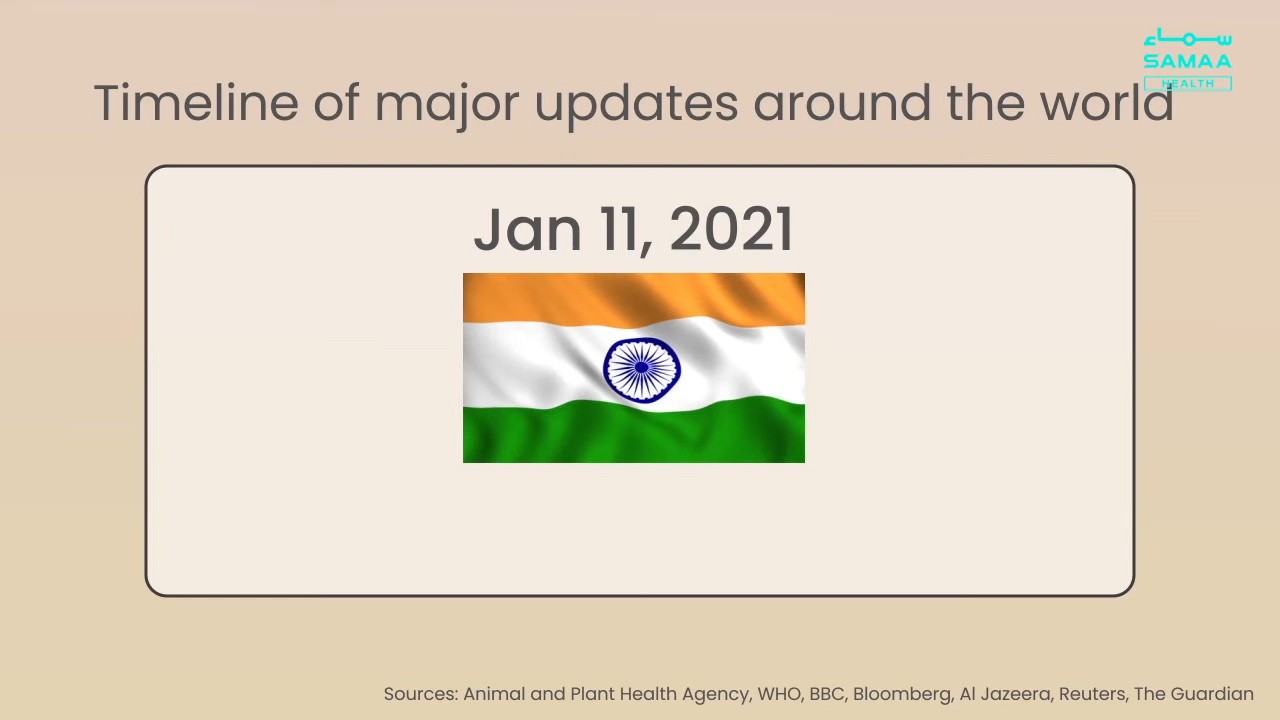 سماء
SAMAA
HEALTH
Timeline of major updates around the world
Jan 11, 2021
Sources: Animal and Plant Health Agency, WHO, BBC, Bloomberg, Al Jazeera, Reuters, The Guardian